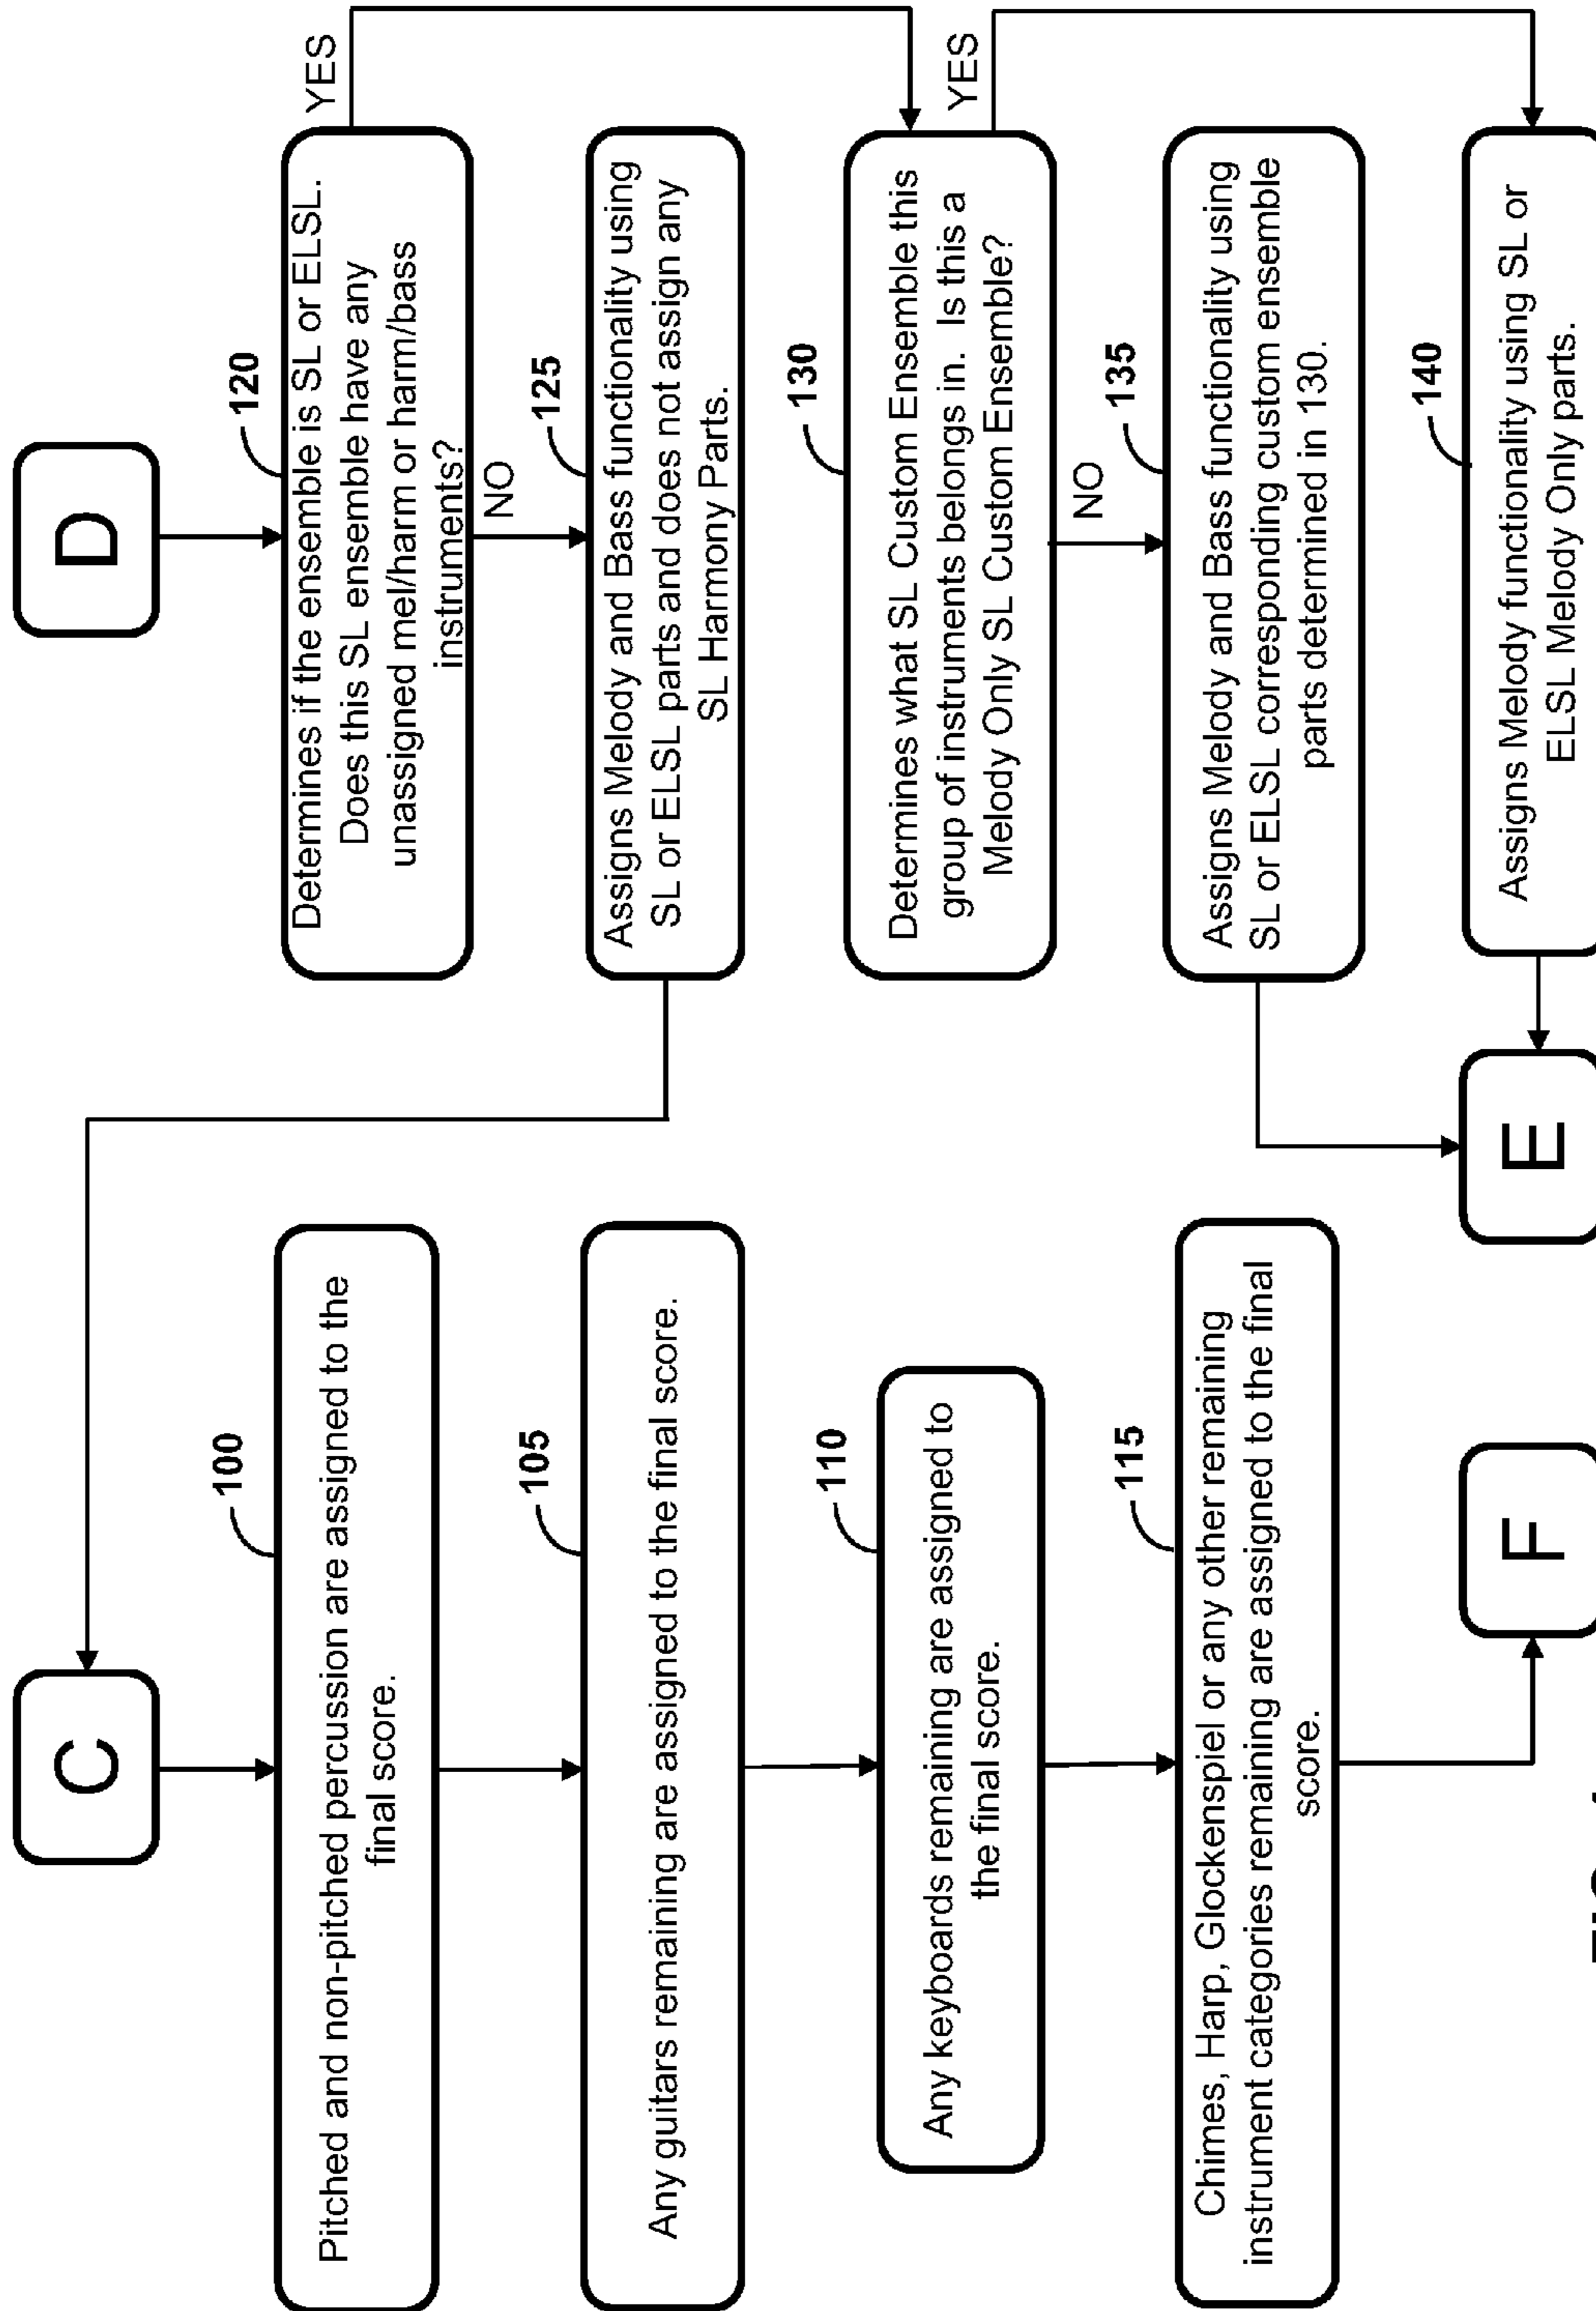 C
100
Pitched and non-pitched percussion are assigned to the
final score.
105
Any guitars remaining are assigned to the final score.
110
Any keyboards remaining are assigned to
the final score.
115
Chimes, Harp, Glockenspiel or any other remaining
instrument categories remaining are assigned to the final
score.
F
D
120
Determines if the ensemble is SL or ELSL.
Does this SL ensemble have any
unassigned mel/harm or harm/bass
instruments?
YES
NO
125
Assigns Melody and Bass functionality using
SL or ELSL parts and does not assign any
SL Harmony Parts.
130
Determines what SL Custom Ensemble this
group of instruments belongs in. Is this a
Melody Only SL Custom Ensemble?
YES
NO
135
Assigns Melody and Bass functionality using
SL or ELSL corresponding custom ensemble
parts determined in 130.
140
Assigns Melody functionality using SL or
ELSL Melody Only parts.
E